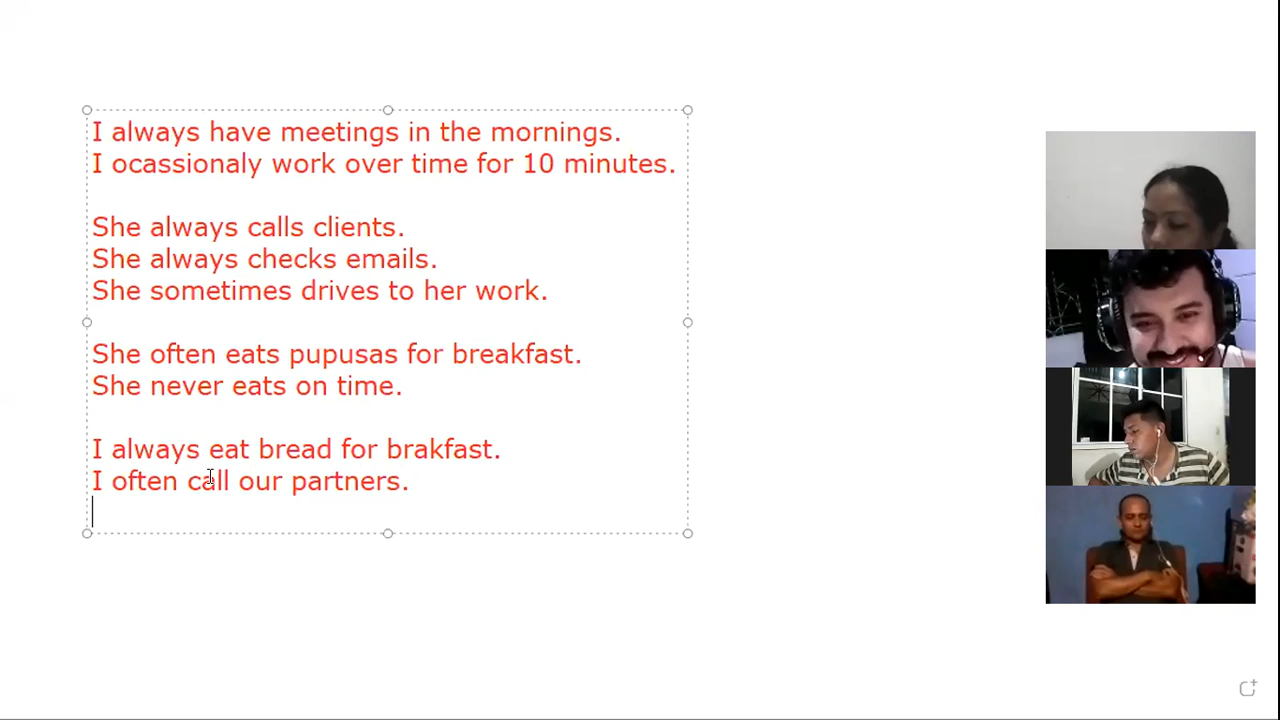 I always have meetings in the mornings.
I ocassionaly work over time for 10 minutes.
She always calls clients.
She always checks emails.
She sometimes drives to her work.
She often eats pupusas for breakfast.
She never eats on time.
I always eat bread for brakfast.
I often call our partners.